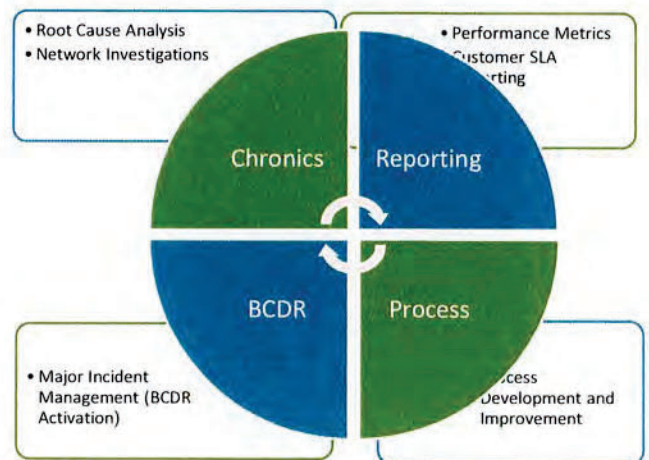 • Root Cause Analysis
• Network Investigations
• Performance Metrics
• Customer SLA
Chronics
Reporting
BCDR
Process
• Major Incident
Management (BCDR
Activation)
Development and
Improvement